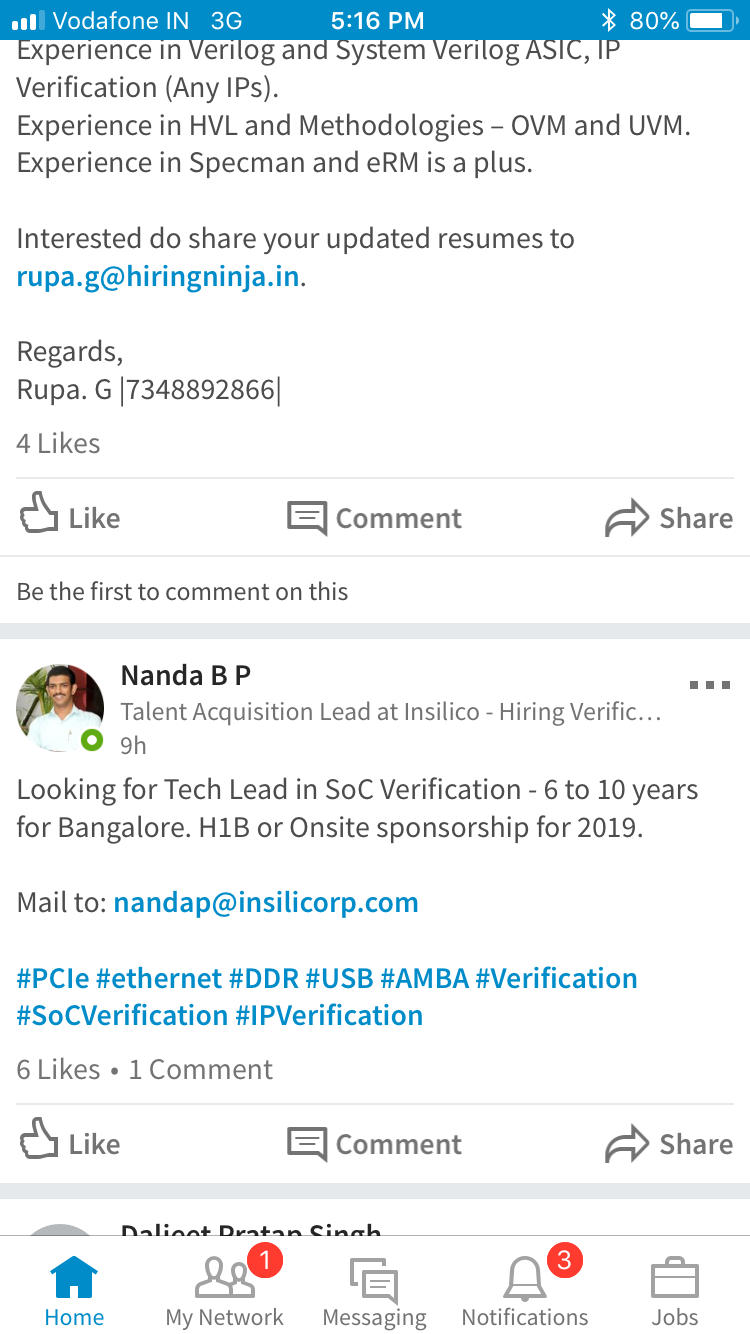 Vodafone IN 3G 5:16 PM 80%
Experience in Verilog and System Verilog ASIC, IP
Verification (Any IPs).
Experience in HVL and Methodologies – OVM and UVM.
Experience in Specman and eRM is a plus.
Interested do share your updated resumes to
rupa.g@hiringninja.in.
Regards,
Rupa. G |7348892866|
4 Likes
Like Comment Share
Be the first to comment on this
Nanda B P
Talent Acquisition Lead at Insilico - Hiring Verific...
9h
Looking for Tech Lead in SoC Verification - 6 to 10 years
for Bangalore. H1B or Onsite sponsorship for 2019.
Mail to: nandap@insilicorp.com
#PCIe #ethernet #DDR #USB #AMBA #Verification
#SoCVerification #IPVerification
6 Likes • 1 Comment
Like Comment Share
Daljeet Pratap Singh
1 3
Home My Network Messaging Notifications Jobs